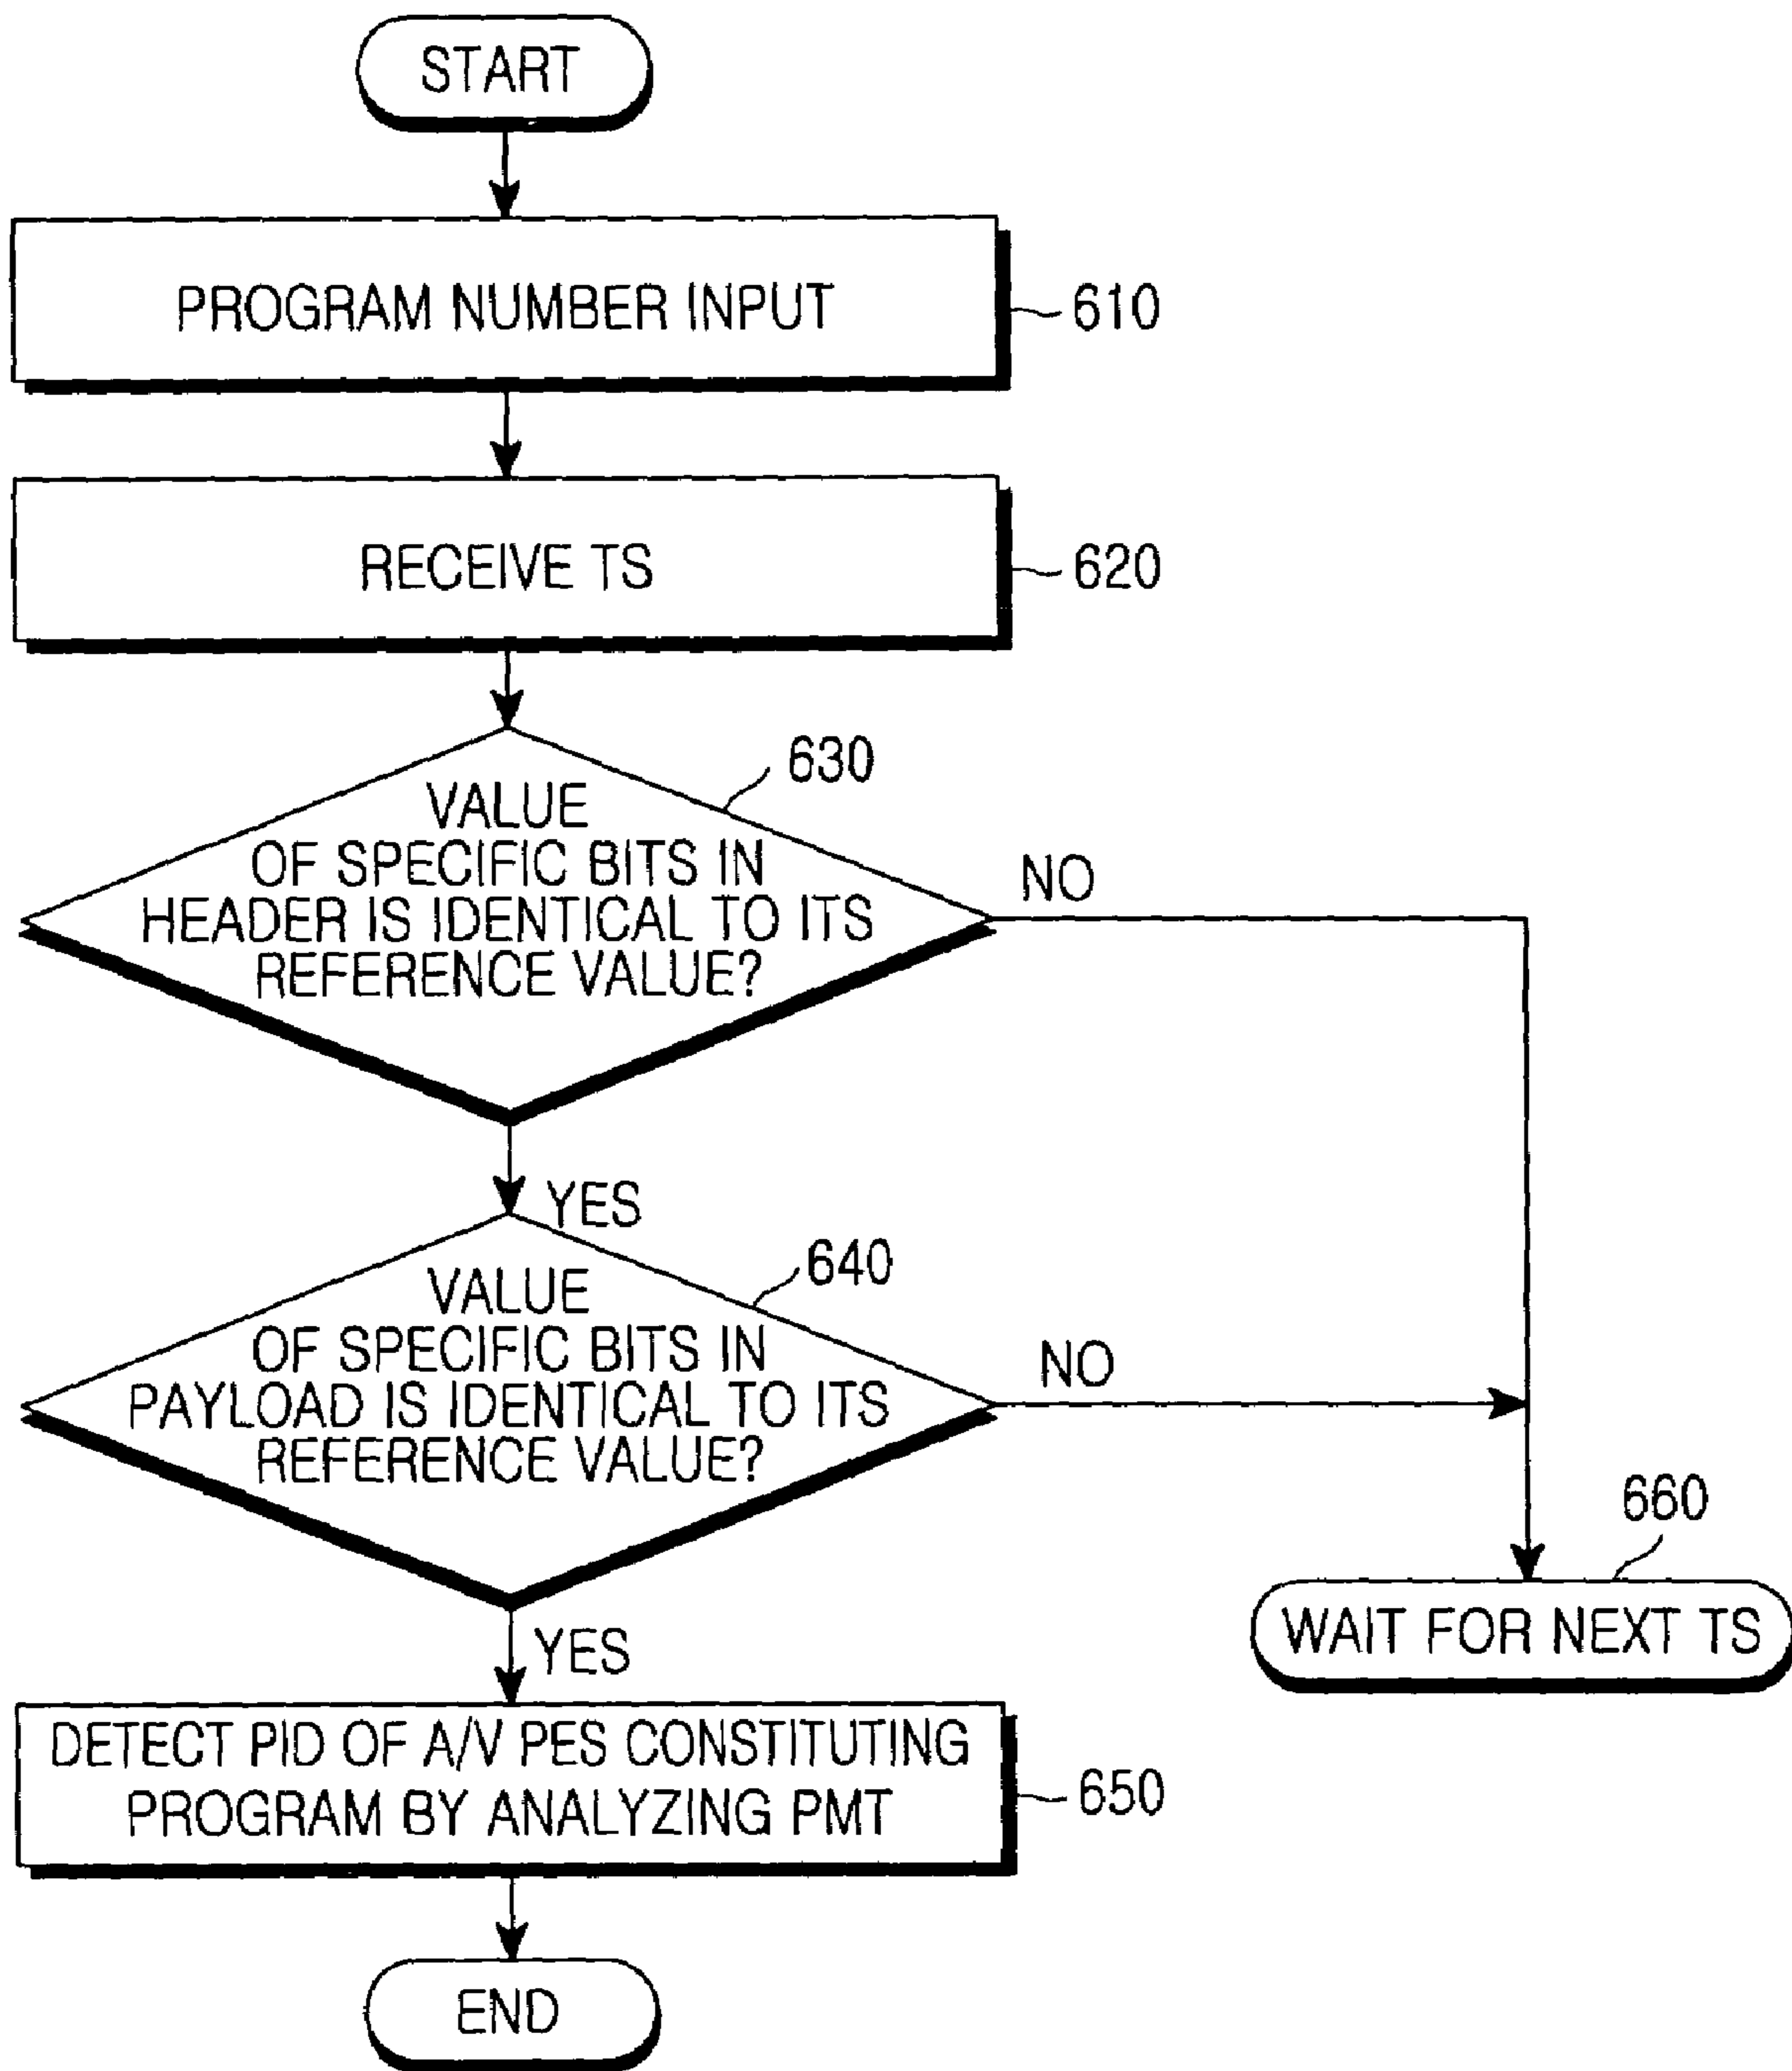 START
PROGRAM NUMBER INPUT
610
RECEIVE TS
620
630
VALUE
OF SPECIFIC BITS IN
HEADER IS IDENTICAL TO ITS
REFERENCE VALUE?
NO
YES
640
VALUE
OF SPECIFIC BITS IN
PAYLOAD IS IDENTICAL TO ITS
REFERENCE VALUE?
NO
660
WAIT FOR NEXT TS
YES
DETECT PID OF A/V PES CONSTITUTING
PROGRAM BY ANALYZING PMT
650
END